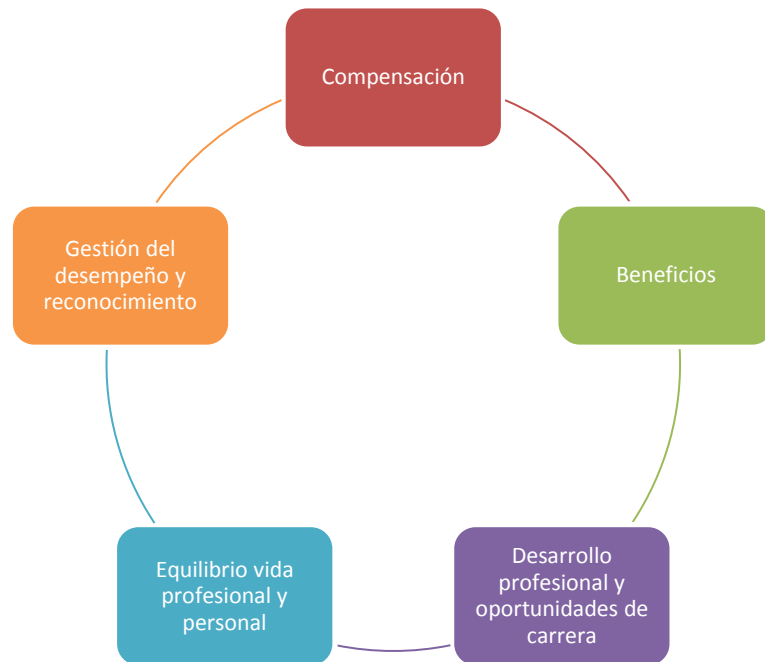 Compensación
Beneficios
Desarrollo
profesional y
oportunidades de
carrera
Equilibrio vida
profesional y
personal
Gestión del
desempeño y
reconocimiento